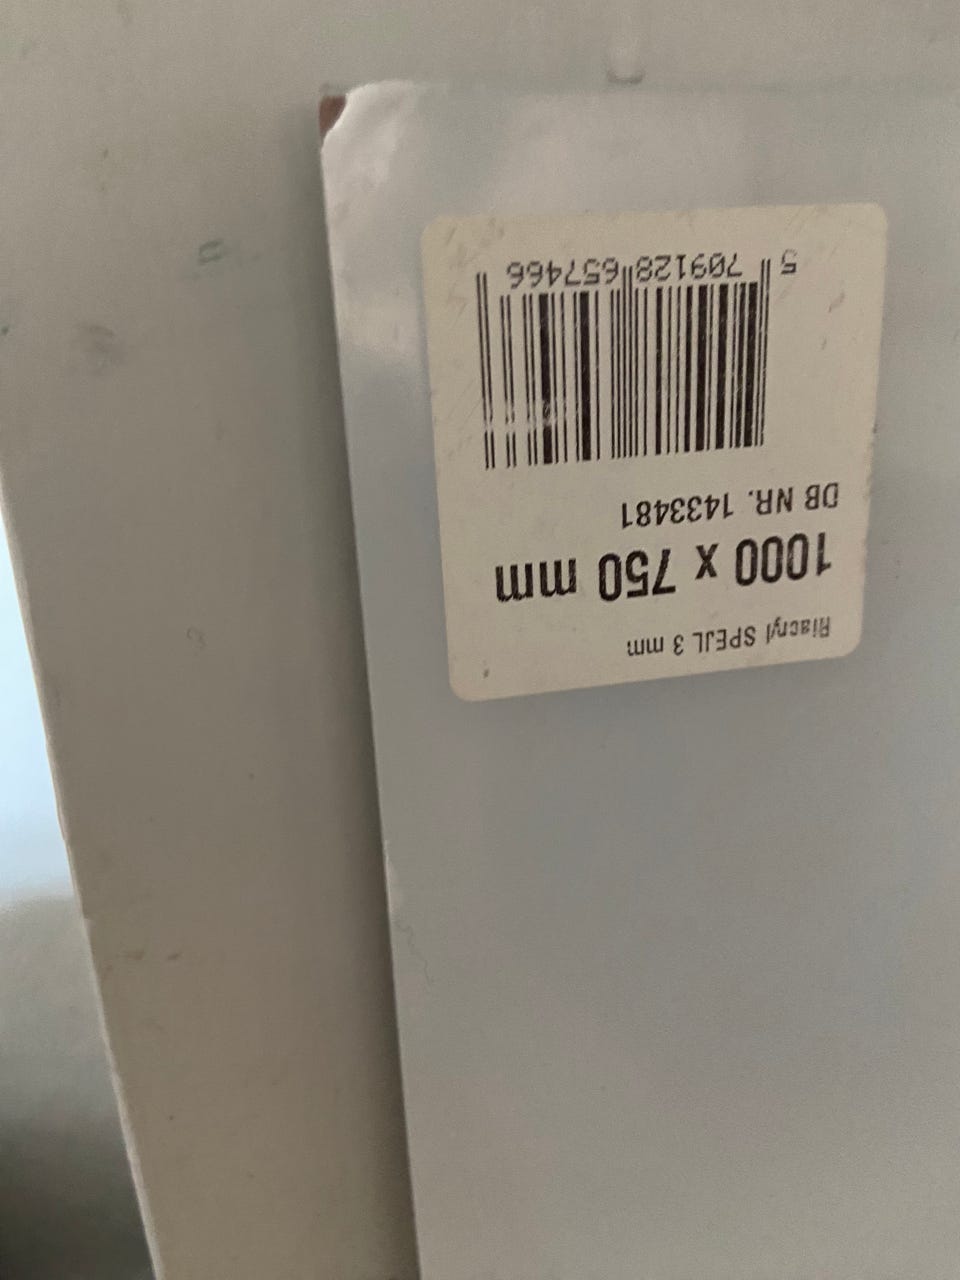 Riacryl SPEJL 3 mm
1000 x 750 mm
DB NR. 1433481
5 709128 657466